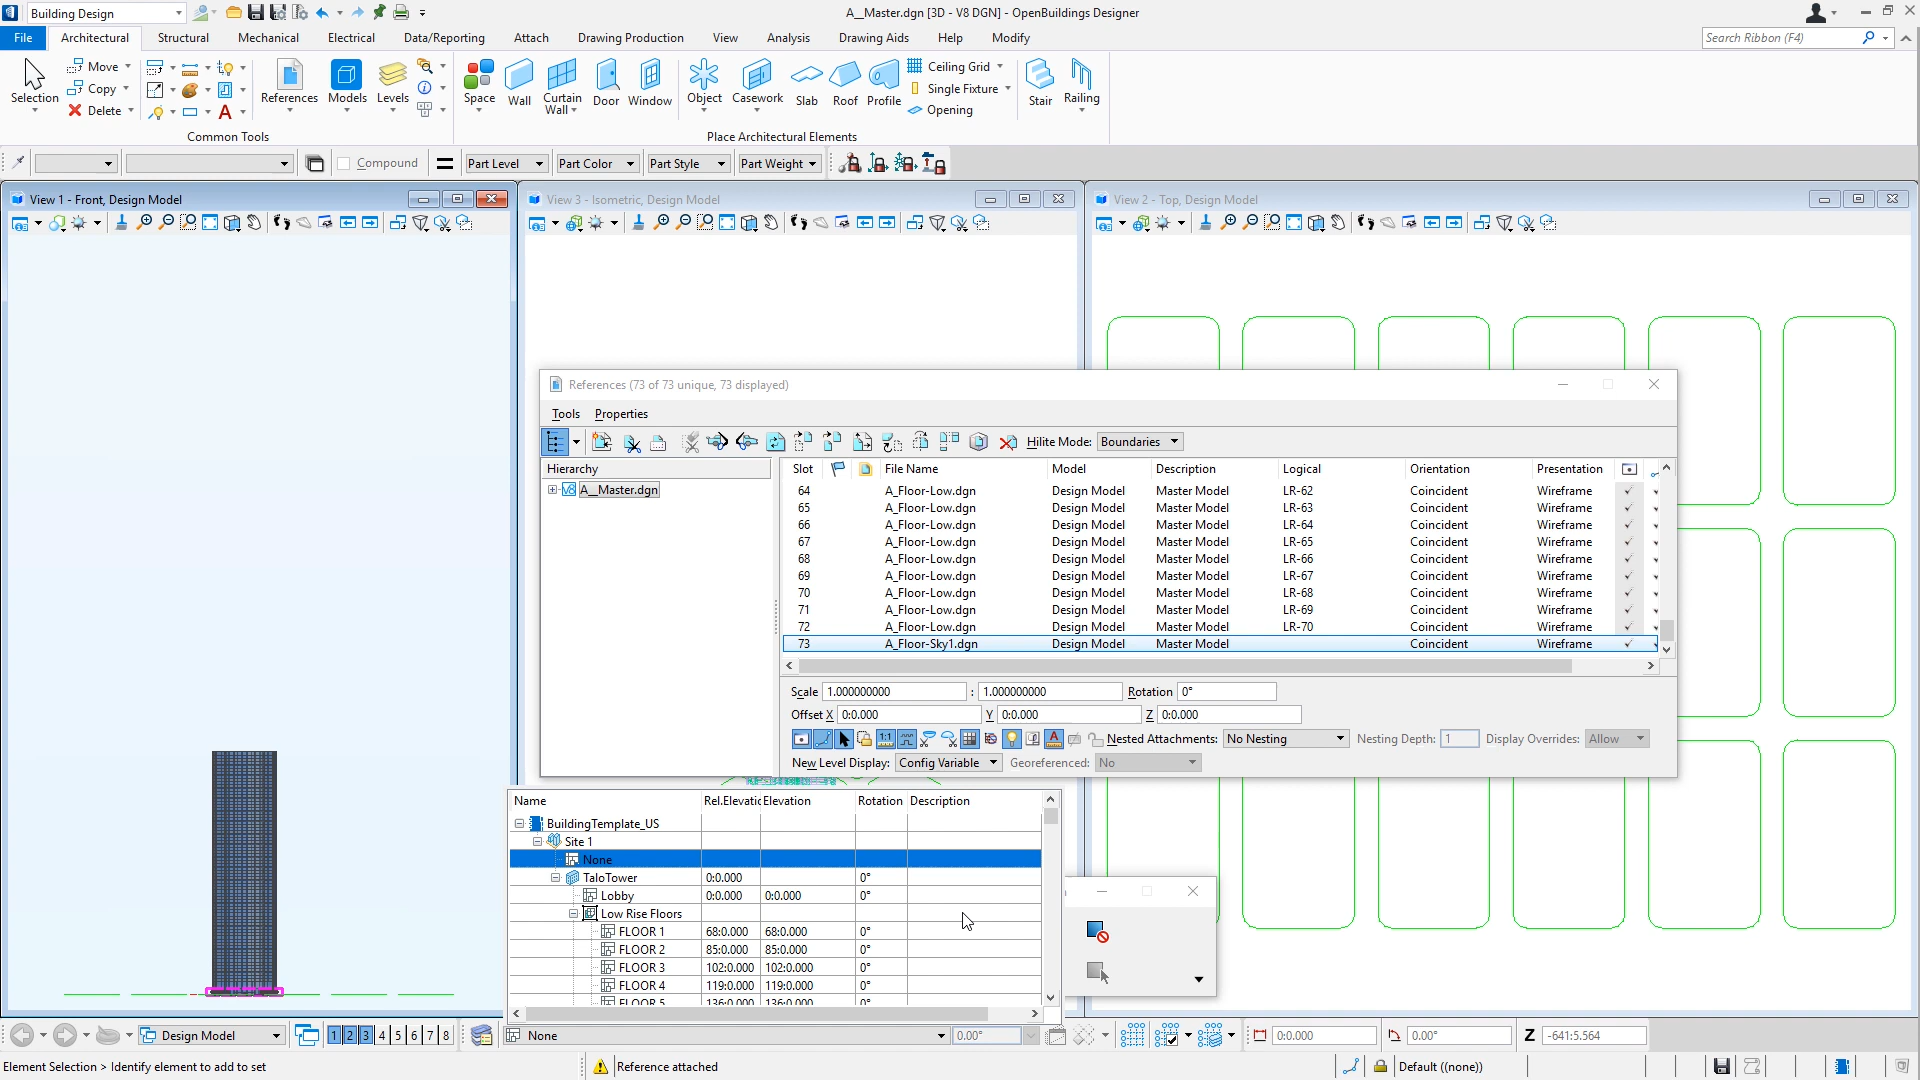 Building Design
A__Master.dgn [3D - V8 DGN] - OpenBuildings Designer
File Architectural Structural Mechanical Electrical Data/Reporting Attach Drawing Production View Analysis Drawing Aids Help Modify
Search Ribbon (F4)
Selection
Move
Copy
Delete
References
Models
Levels
Space
Wall
Curtain
Wall
Door
Window
Object
Casework
Slab
Roof
Profile
Ceiling Grid
Single Fixture
Opening
Stair
Railing
Common Tools
Place Architectural Elements
Compound
Part Level
Part Color
Part Style
Part Weight
View 1 - Front, Design Model
View 3 - Isometric, Design Model
View 2 - Top, Design Model
References (73 of 73 unique, 73 displayed)
Tools Properties
Hilite Mode: Boundaries
Hierarchy
A__Master.dgn
Slot File Name Model Description Logical Orientation Presentation
64 A_Floor-Low.dgn Design Model Master Model LR-62 Coincident Wireframe
65 A_Floor-Low.dgn Design Model Master Model LR-63 Coincident Wireframe
66 A_Floor-Low.dgn Design Model Master Model LR-64 Coincident Wireframe
67 A_Floor-Low.dgn Design Model Master Model LR-65 Coincident Wireframe
68 A_Floor-Low.dgn Design Model Master Model LR-66 Coincident Wireframe
69 A_Floor-Low.dgn Design Model Master Model LR-67 Coincident Wireframe
70 A_Floor-Low.dgn Design Model Master Model LR-68 Coincident Wireframe
71 A_Floor-Low.dgn Design Model Master Model LR-69 Coincident Wireframe
72 A_Floor-Low.dgn Design Model Master Model LR-70 Coincident Wireframe
73 A_Floor-Sky1.dgn Design Model Master Model Coincident Wireframe
Scale 1.000000000 : 1.000000000 Rotation 0°
Offset X 0:0.000 Y 0:0.000 Z 0:0.000
Nested Attachments: No Nesting Nesting Depth: 1 Display Overrides: Allow
New Level Display: Config Variable Georeferenced: No
Name Rel.Elevatic Elevation Rotation Description
BuildingTemplate_US
Site 1
None
TaloTower 0:0.000 0°
Lobby 0:0.000 0:0.000 0°
Low Rise Floors
FLOOR 1 68:0.000 68:0.000 0°
FLOOR 2 85:0.000 85:0.000 0°
FLOOR 3 102:0.000 102:0.000 0°
FLOOR 4 119:0.000 119:0.000 0°
FLOOR 5 136:0.000 136:0.000 0°
Design Model
1 2 3 4 5 6 7 8
None
0.00°
0:0.000
0.00°
Z -641:5.564
Element Selection > Identify element to add to set
Reference attached
Default ((none))